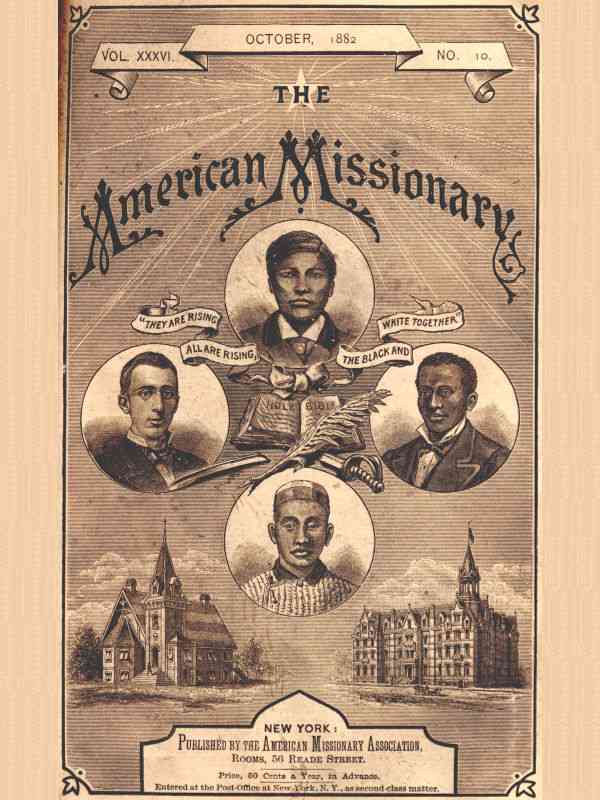 OCTOBER, 1882
VOL. XXXVI.
NO. 10.
THE
American Missionary
"THEY ARE RISING
ALL ARE RISING,
THE BLACK AND
WHITE TOGETHER"
HOLY BIBLE
NEW YORK:
PUBLISHED BY THE AMERICAN MISSIONARY ASSOCIATION,
ROOMS, 56 READE STREET.
Price, 50 Cents a Year, in Advance.
Entered at the Post-Office at New York, N. Y., as second-class matter.